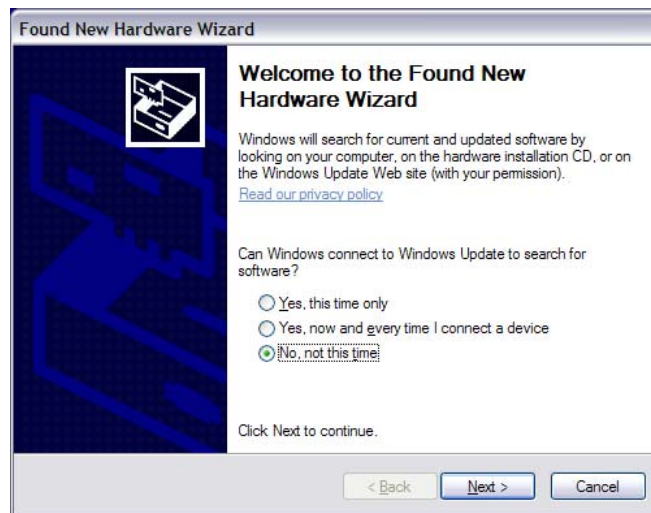 Found New Hardware Wizard
Welcome to the Found New
Hardware Wizard
Windows will search for current and updated software by
looking on your computer, on the hardware installation CD, or on
the Windows Update Web site (with your permission).
Read our privacy policy
Can Windows connect to Windows Update to search for
software?
Yes, this time only
Yes, now and every time I connect a device
No, not this time
Click Next to continue.
< Back Next > Cancel